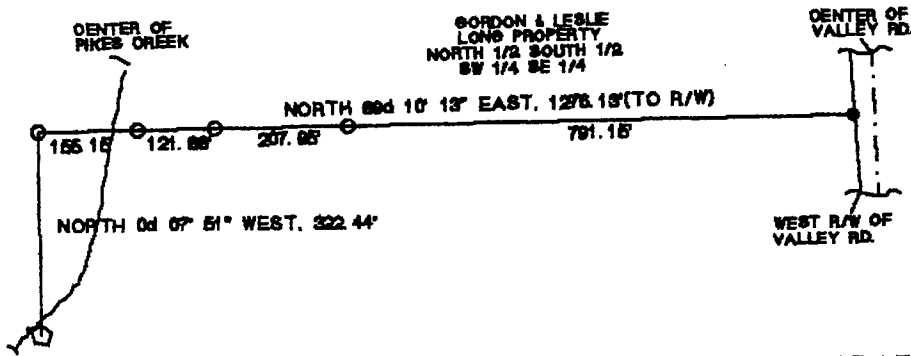 CENTER OF
PIKES CREEK
GORDON & LESLIE
LONG PROPERTY
NORTH 1/2 SOUTH 1/2
SW 1/4 SE 1/4
CENTER OF
VALLEY RD.
NORTH 89d 10' 13" EAST, 1276.13'(TO R/W)
155.15'
121.88'
207.95'
791.15'
NORTH 0d 07' 51" WEST, 322.44'
WEST R/W OF
VALLEY RD.